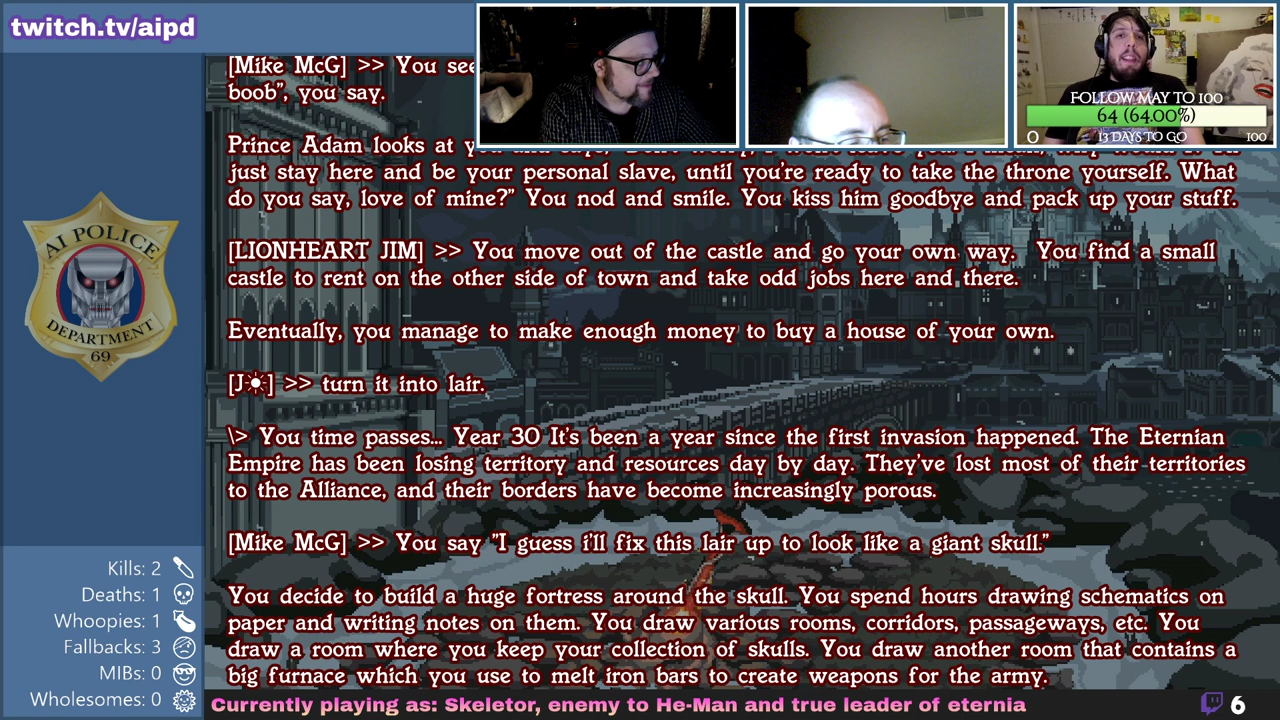 twitch.tv/aipd
[Mike McG] >> You see
boob", you say.
Prince Adam looks at
just stay here and be your personal slave, until you're ready to take the throne yourself. What
do you say, love of mine?" You nod and smile. You kiss him goodbye and pack up your stuff.
[LIONHEART JIM] >> You move out of the castle and go your own way. You find a small
castle to rent on the other side of town and take odd jobs here and there.
Eventually, you manage to make enough money to buy a house of your own.
[J☀] >> turn it into lair.
\> You time passes... Year 30 It's been a year since the first invasion happened. The Eternian
Empire has been losing territory and resources day by day. They've lost most of their territories
to the Alliance, and their borders have become increasingly porous.
[Mike McG] >> You say "I guess i'll fix this lair up to look like a giant skull."
You decide to build a huge fortress around the skull. You spend hours drawing schematics on
paper and writing notes on them. You draw various rooms, corridors, passageways, etc. You
draw a room where you keep your collection of skulls. You draw another room that contains a
big furnace which you use to melt iron bars to create weapons for the army.
FOLLOW MAY TO 100
64 (64.00%)
0 13 DAYS TO GO 100
AI POLICE
DEPARTMENT
69
Kills: 2
Deaths: 1
Whoopies: 1
Fallbacks: 3
MIBs: 0
Wholesomes: 0
Currently playing as: Skeletor, enemy to He-Man and true leader of eternia
6